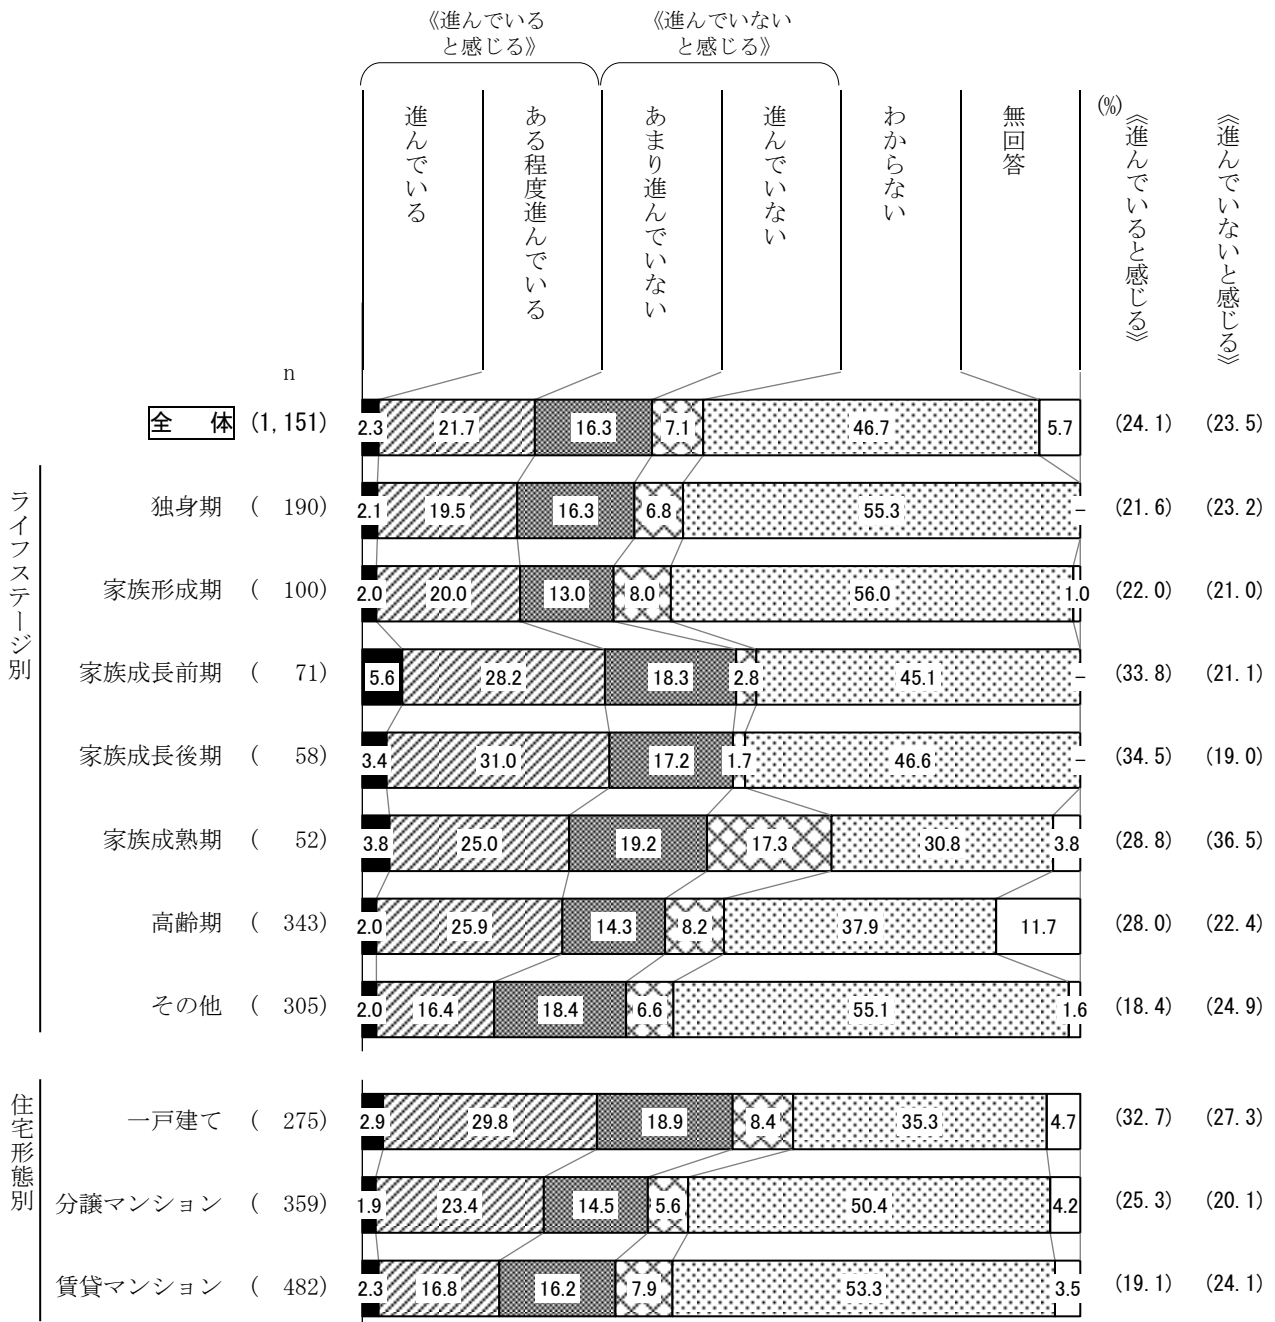 《進んでいる
と感じる》
《進んでいない
と感じる》
進んでいる
ある程度進んでいる
あまり進んでいない
進んでいない
わからない
無回答
(%)
《進んでいると感じる》
《進んでいないと感じる》
n
全 体 (1,151) 2.3 21.7 16.3 7.1 46.7 5.7 (24.1) (23.5)
ライフステージ別
独身期 ( 190) 2.1 19.5 16.3 6.8 55.3 − (21.6) (23.2)
家族形成期 ( 100) 2.0 20.0 13.0 8.0 56.0 1.0 (22.0) (21.0)
家族成長前期 ( 71) 5.6 28.2 18.3 2.8 45.1 − (33.8) (21.1)
家族成長後期 ( 58) 3.4 31.0 17.2 1.7 46.6 − (34.5) (19.0)
家族成熟期 ( 52) 3.8 25.0 19.2 17.3 30.8 3.8 (28.8) (36.5)
高齢期 ( 343) 2.0 25.9 14.3 8.2 37.9 11.7 (28.0) (22.4)
その他 ( 305) 2.0 16.4 18.4 6.6 55.1 1.6 (18.4) (24.9)
住宅形態別
一戸建て ( 275) 2.9 29.8 18.9 8.4 35.3 4.7 (32.7) (27.3)
分譲マンション ( 359) 1.9 23.4 14.5 5.6 50.4 4.2 (25.3) (20.1)
賃貸マンション ( 482) 2.3 16.8 16.2 7.9 53.3 3.5 (19.1) (24.1)